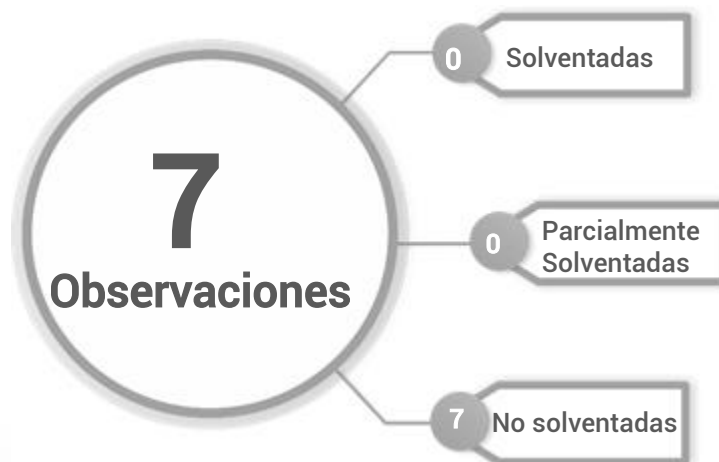 7
Observaciones
0
Solventadas
0
Parcialmente
Solventadas
7
No solventadas